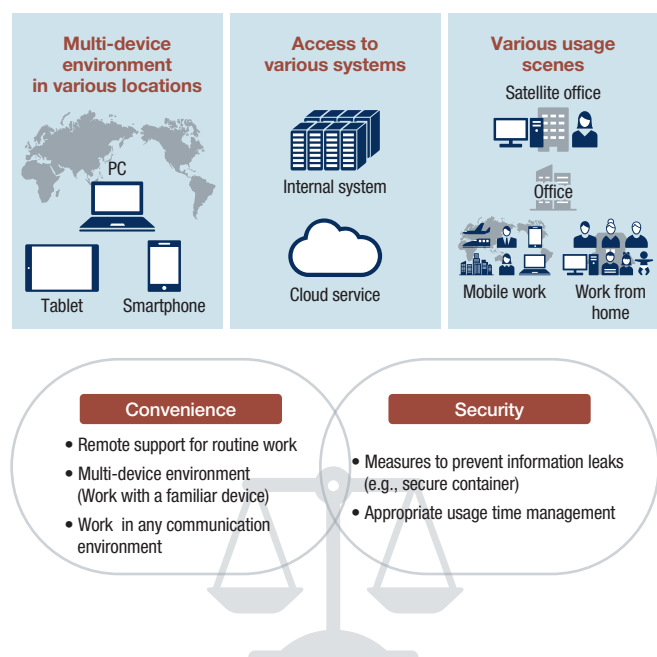 Multi-device
environment
in various locations
PC
Tablet
Smartphone
Access to
various systems
Internal system
Cloud service
Various usage
scenes
Satellite office
Office
Mobile work
Work from
home
Convenience
• Remote support for routine work
• Multi-device environment
(Work with a familiar device)
• Work in any communication
environment
Security
• Measures to prevent information leaks
(e.g., secure container)
• Appropriate usage time management